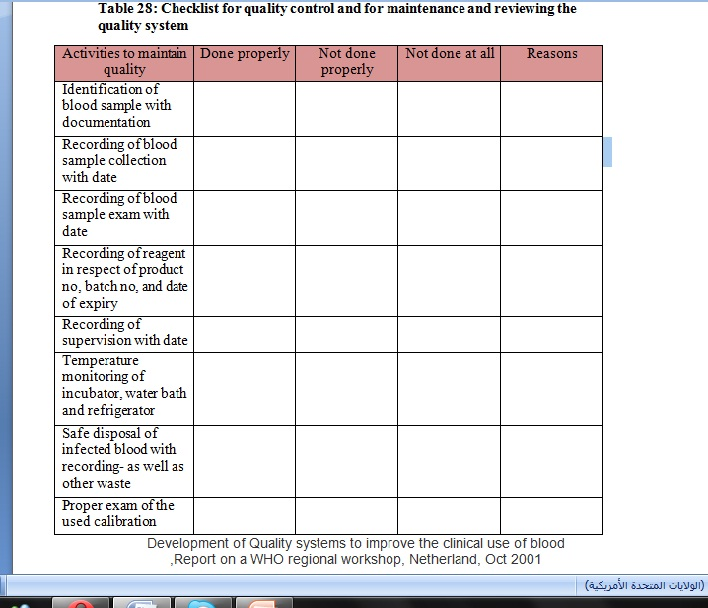 Table 28: Checklist for quality control and for maintenance and reviewing the
quality system
Activities to maintain quality | Done properly | Not done properly | Not done at all | Reasons
Identification of
blood sample with
documentation
Recording of blood
sample collection
with date
Recording of blood
sample exam with
date
Recording of reagent
in respect of product
no, batch no, and date
of expiry
Recording of
supervision with date
Temperature
monitoring of
incubator, water bath
and refrigerator
Safe disposal of
infected blood with
recording- as well as
other waste
Proper exam of the
used calibration
Development of Quality systems to improve the clinical use of blood
,Report on a WHO regional workshop, Netherland, Oct 2001
(الولايات المتحدة الأمريكية)